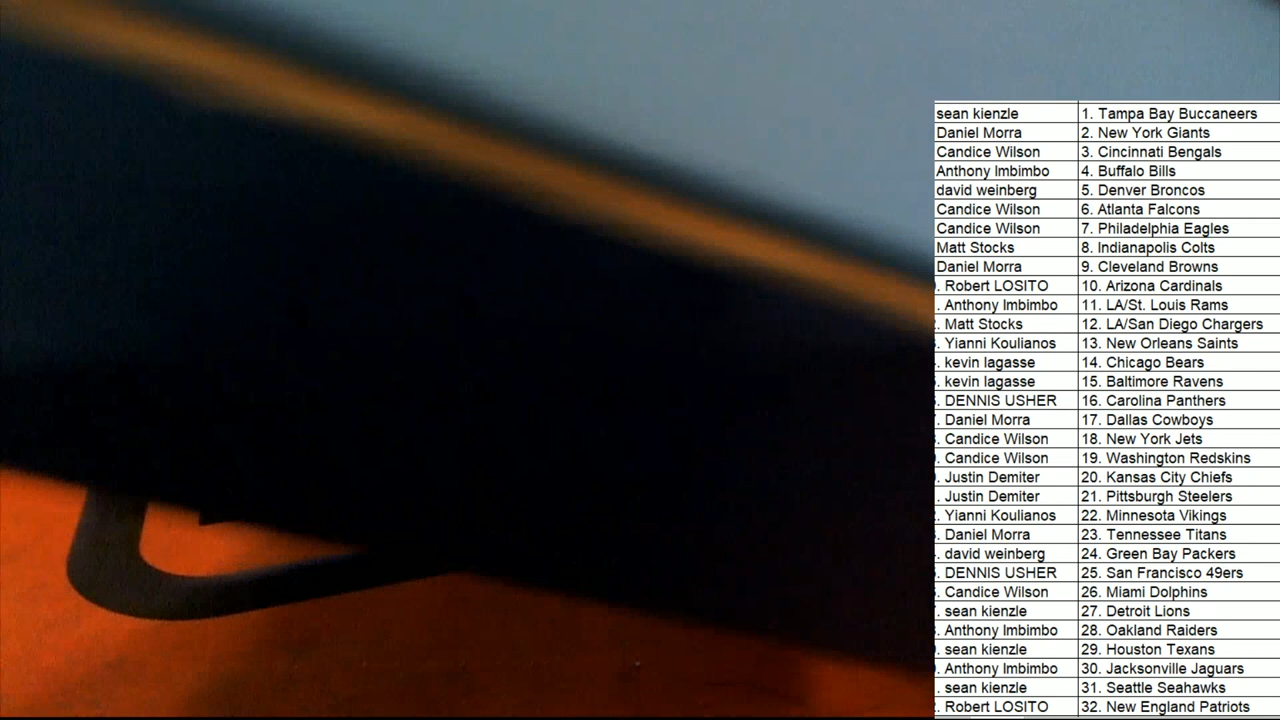 sean kienzle 1. Tampa Bay Buccaneers
Daniel Morra 2. New York Giants
Candice Wilson 3. Cincinnati Bengals
Anthony Imbimbo 4. Buffalo Bills
david weinberg 5. Denver Broncos
Candice Wilson 6. Atlanta Falcons
Candice Wilson 7. Philadelphia Eagles
Matt Stocks 8. Indianapolis Colts
Daniel Morra 9. Cleveland Browns
. Robert LOSITO 10. Arizona Cardinals
. Anthony Imbimbo 11. LA/St. Louis Rams
. Matt Stocks 12. LA/San Diego Chargers
. Yianni Koulianos 13. New Orleans Saints
. kevin lagasse 14. Chicago Bears
. kevin lagasse 15. Baltimore Ravens
. DENNIS USHER 16. Carolina Panthers
. Daniel Morra 17. Dallas Cowboys
. Candice Wilson 18. New York Jets
. Candice Wilson 19. Washington Redskins
. Justin Demiter 20. Kansas City Chiefs
. Justin Demiter 21. Pittsburgh Steelers
. Yianni Koulianos 22. Minnesota Vikings
. Daniel Morra 23. Tennessee Titans
. david weinberg 24. Green Bay Packers
. DENNIS USHER 25. San Francisco 49ers
. Candice Wilson 26. Miami Dolphins
. sean kienzle 27. Detroit Lions
. Anthony Imbimbo 28. Oakland Raiders
. sean kienzle 29. Houston Texans
. Anthony Imbimbo 30. Jacksonville Jaguars
. sean kienzle 31. Seattle Seahawks
. Robert LOSITO 32. New England Patriots